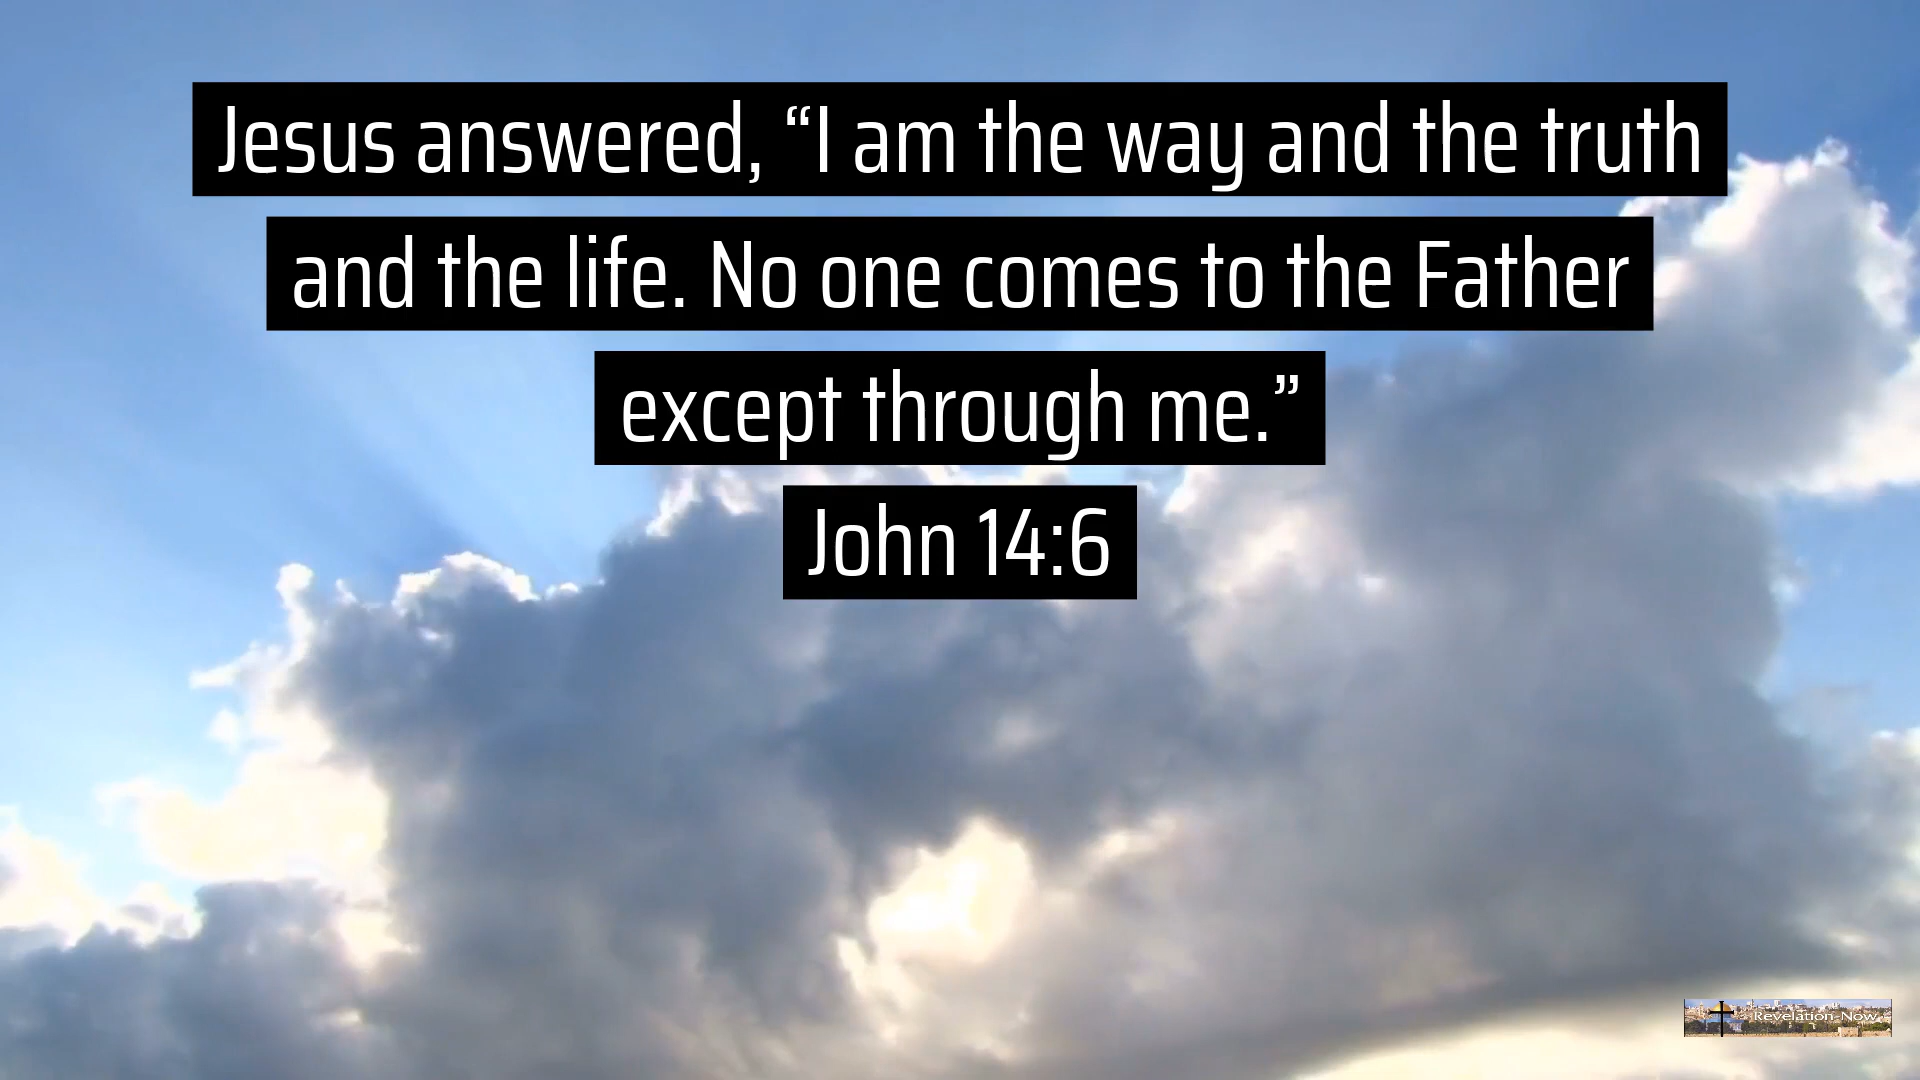 Jesus answered, “I am the way and the truth
and the life. No one comes to the Father
except through me.”
John 14:6
Revelation-Now